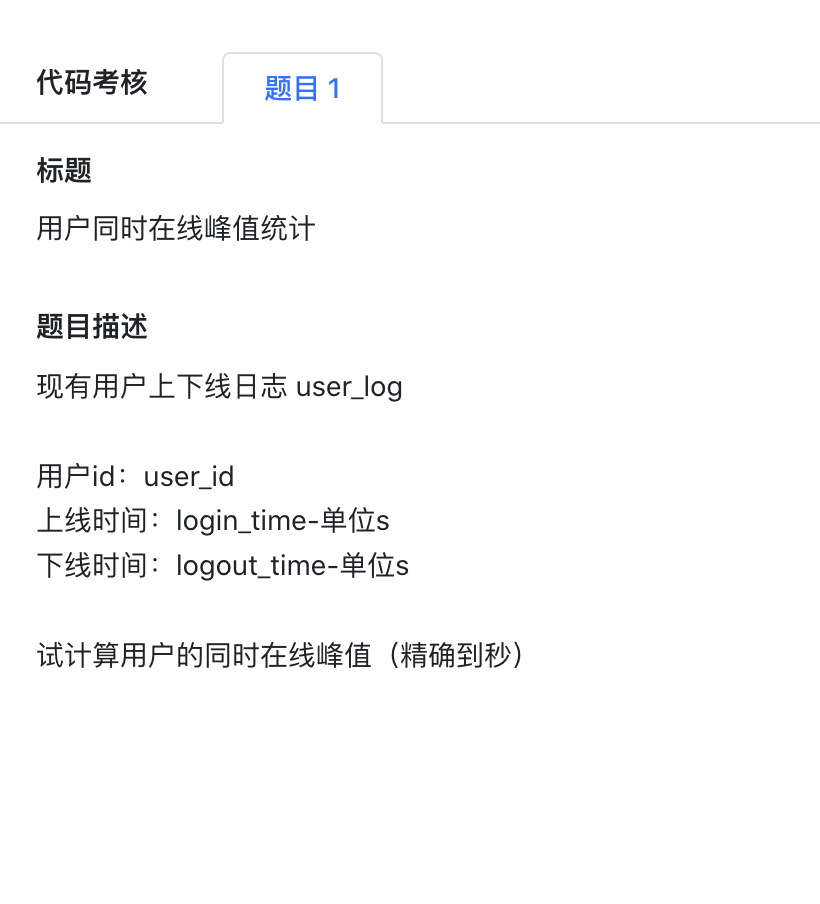 代码考核
题目 1
标题
用户同时在线峰值统计
题目描述
现有用户上下线日志 user_log
用户id：user_id
上线时间：login_time-单位s
下线时间：logout_time-单位s
试计算用户的同时在线峰值（精确到秒）